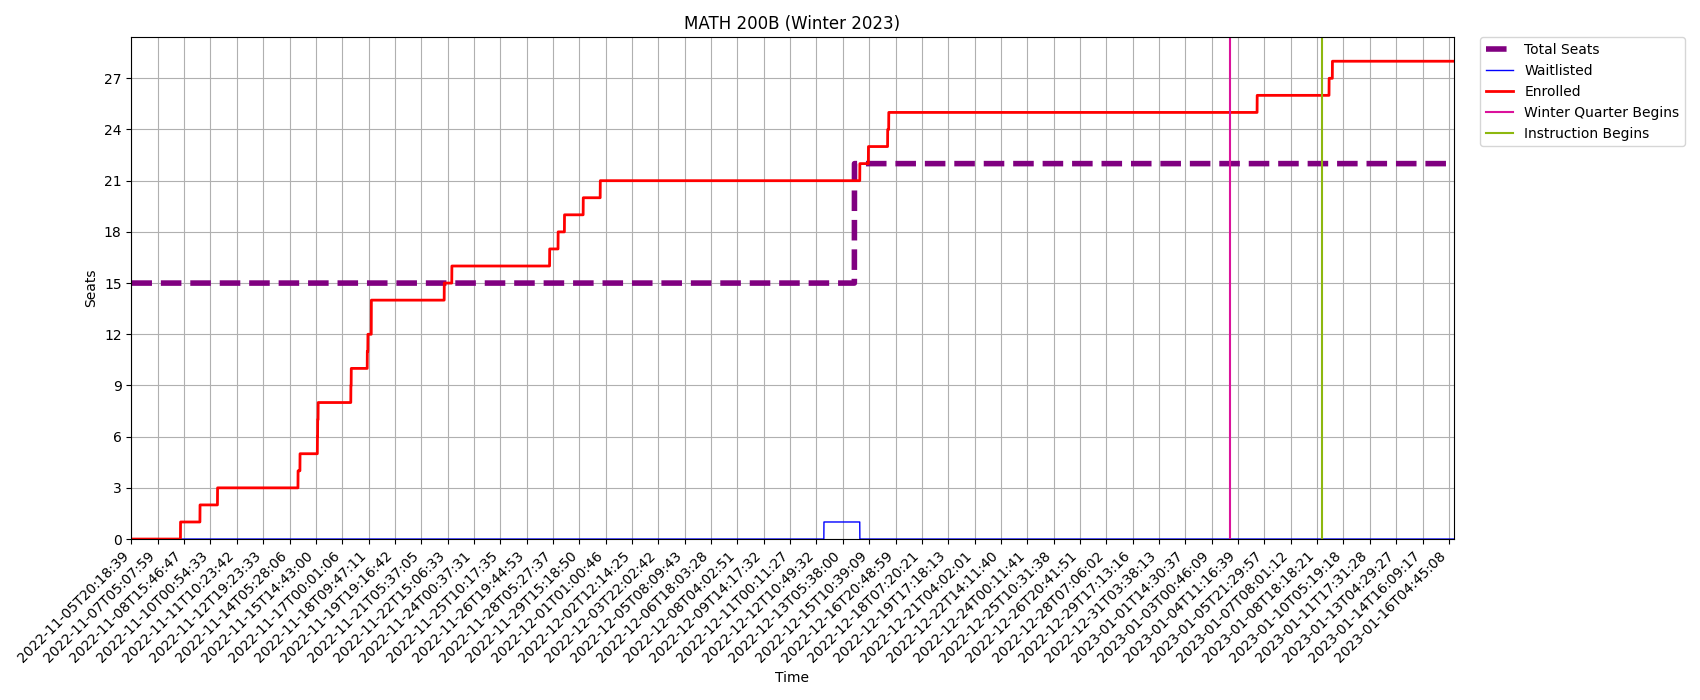 MATH 200B (Winter 2023)
Total Seats
Waitlisted
Enrolled
Winter Quarter Begins
Instruction Begins
Seats
27
24
21
18
15
12
9
6
3
0
2022-11-05T20:18:39
2022-11-07T05:07:59
2022-11-08T15:46:47
2022-11-10T00:54:33
2022-11-11T10:23:42
2022-11-12T19:23:33
2022-11-14T05:28:06
2022-11-15T14:43:00
2022-11-17T00:01:06
2022-11-18T09:47:11
2022-11-19T19:16:42
2022-11-21T05:37:05
2022-11-22T15:06:33
2022-11-24T00:37:31
2022-11-25T10:17:35
2022-11-26T19:44:53
2022-11-28T05:27:37
2022-11-29T15:18:50
2022-12-01T01:00:46
2022-12-02T12:14:25
2022-12-03T22:02:42
2022-12-05T08:09:43
2022-12-06T18:03:28
2022-12-08T04:02:51
2022-12-09T14:17:32
2022-12-11T00:11:27
2022-12-12T10:49:32
2022-12-13T05:38:00
2022-12-15T10:39:09
2022-12-16T20:48:59
2022-12-18T07:20:21
2022-12-19T17:18:13
2022-12-21T04:02:01
2022-12-22T14:11:40
2022-12-24T00:11:41
2022-12-25T10:31:38
2022-12-26T20:41:51
2022-12-28T07:06:02
2022-12-29T17:13:16
2022-12-31T03:38:13
2023-01-01T14:30:37
2023-01-03T00:46:09
2023-01-04T11:16:39
2023-01-05T21:29:57
2023-01-07T08:01:12
2023-01-08T18:18:21
2023-01-10T05:19:18
2023-01-11T17:31:28
2023-01-13T04:29:27
2023-01-14T16:09:17
2023-01-16T04:45:08
Time